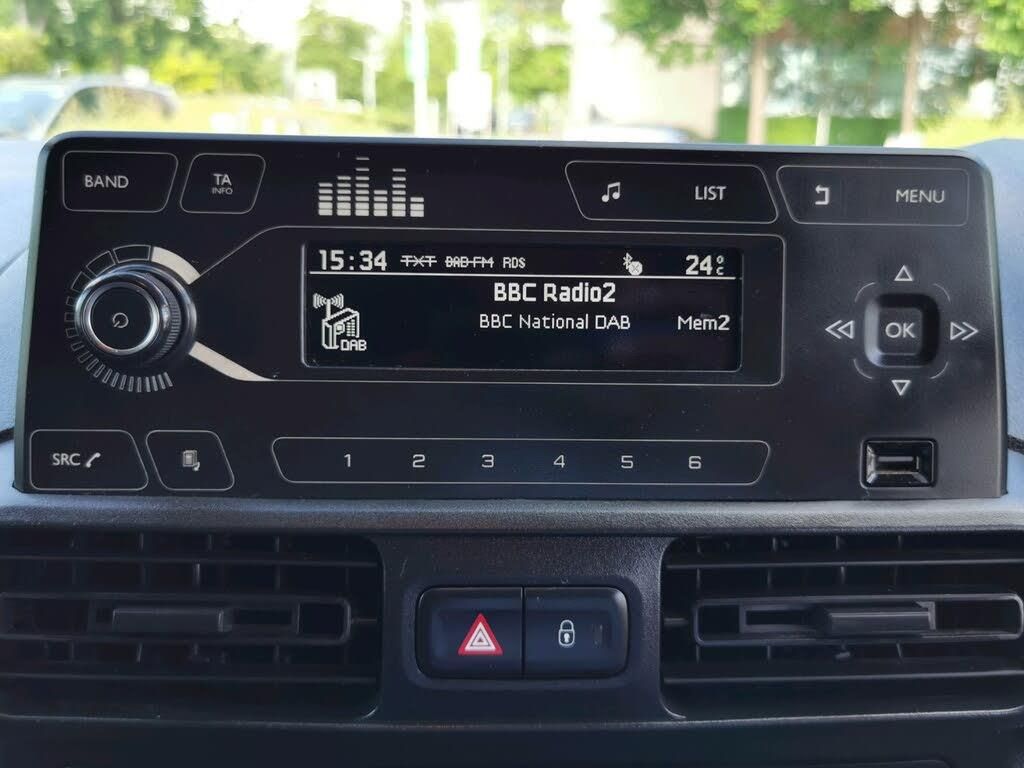 BAND
TA
INFO
LIST
MENU
15:34 TXT DAB-FM RDS 24°C
BBC Radio2
BBC National DAB Mem2
DAB
OK
SRC
1 2 3 4 5 6